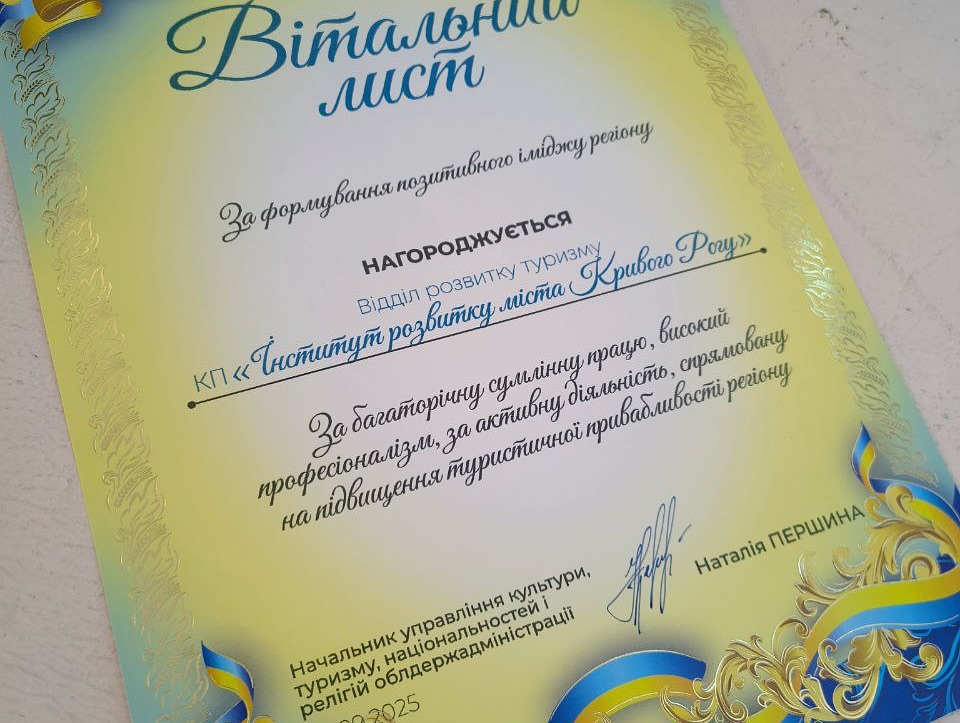 Вітальний
лист
За формування позитивного іміджу регіону
НАГОРОДЖУЄТЬСЯ
Відділ розвитку туризму
КП «Інститут розвитку міста Кривого Рогу»
За багаторічну сумлінну працю, високий
професіоналізм, за активну діяльність, спрямовану
на підвищення туристичної привабливості регіону
Начальник управління культури,
туризму, національностей і
релігій облдержадміністрації
Наталія ПЕРШИНА
2025